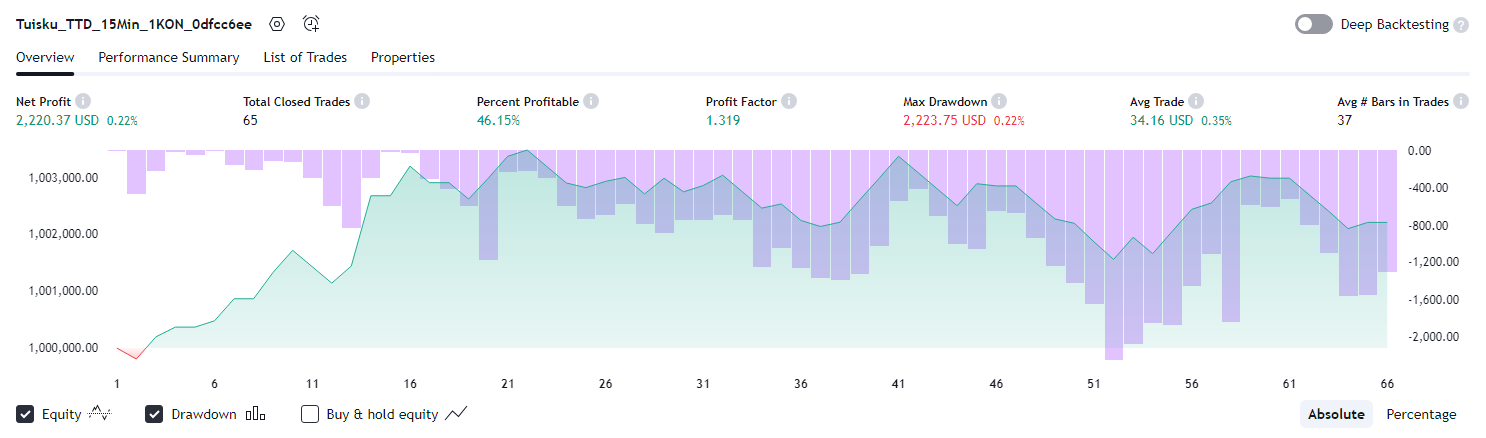 Tuisku_TTD_15Min_1KON_0dfcc6ee Deep Backtesting ?
Overview Performance Summary List of Trades Properties
Net Profit i Total Closed Trades i Percent Profitable i Profit Factor i Max Drawdown i Avg Trade i Avg # Bars in Trades i
2,220.37 USD 0.22% 65 46.15% 1.319 2,223.75 USD 0.22% 34.16 USD 0.35% 37
0.00
1,003,000.00 -400.00
1,002,000.00 -800.00
-1,200.00
1,001,000.00 -1,600.00
1,000,000.00 -2,000.00
1 6 11 16 21 26 31 36 41 46 51 56 61 66
Equity Drawdown Buy & hold equity Absolute Percentage